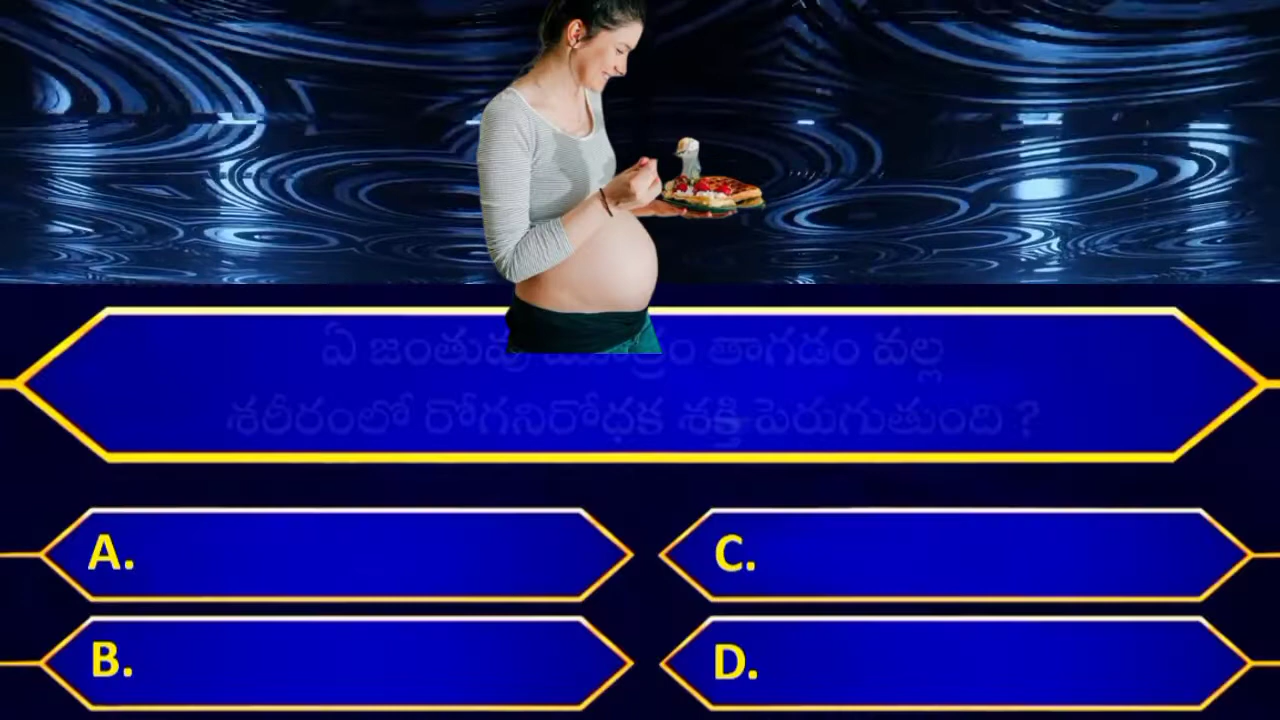 ఏ జంతువు మూత్రం తాగడం వల్ల
శరీరంలో రోగనిరోధక శక్తి పెరుగుతుంది ?
A.
C.
B.
D.